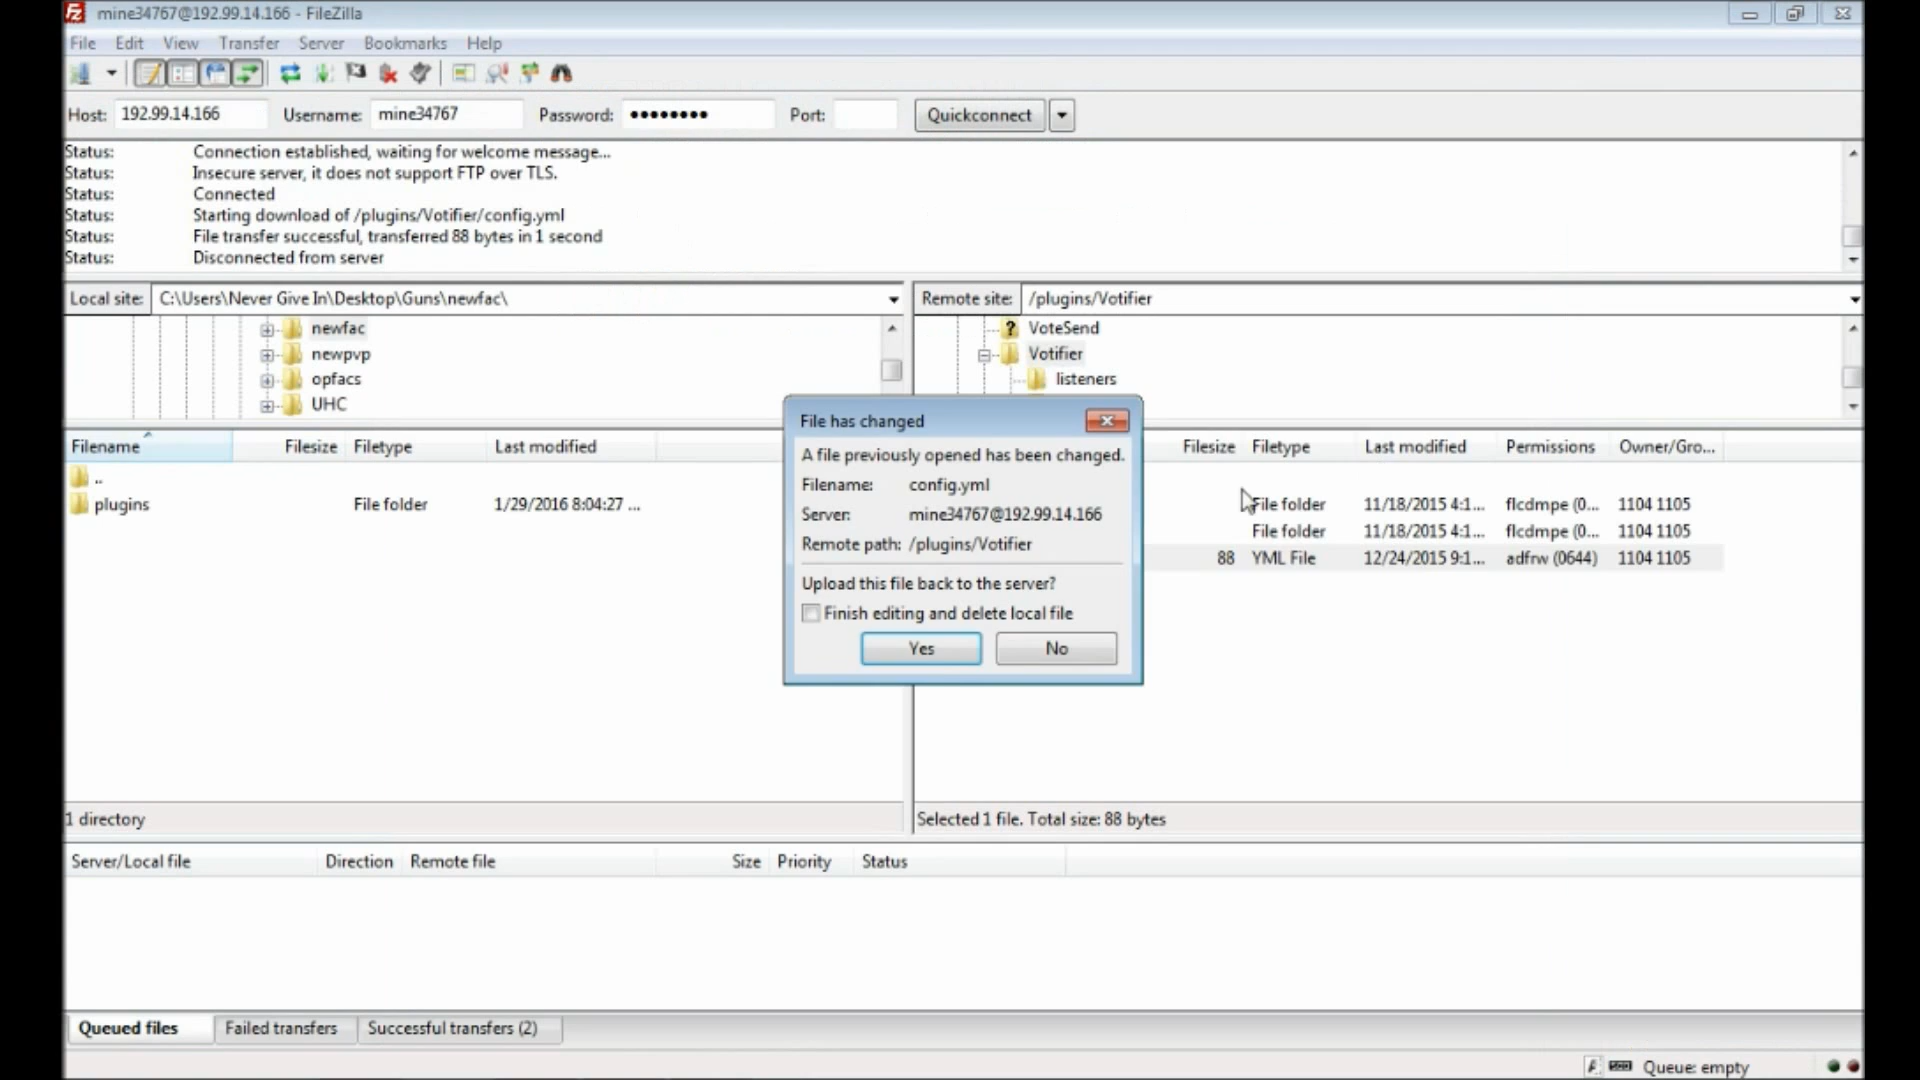 mine34767@192.99.14.166 - FileZilla
File Edit View Transfer Server Bookmarks Help
Host: 192.99.14.166 Username: mine34767 Password: ●●●●●●●● Port: Quickconnect
Status: Connection established, waiting for welcome message...
Status: Insecure server, it does not support FTP over TLS.
Status: Connected
Status: Starting download of /plugins/Votifier/config.yml
Status: File transfer successful, transferred 88 bytes in 1 second
Status: Disconnected from server
Local site: C:\Users\Never Give In\Desktop\Guns\newfac\
newfac
newpvp
opfacs
UHC
Remote site: /plugins/Votifier
VoteSend
Votifier
listeners
Filename Filesize Filetype Last modified
..
plugins File folder 1/29/2016 8:04:27 ...
1 directory
Filesize Filetype Last modified Permissions Owner/Gro...
File folder 11/18/2015 4:1... flcdmpe (0... 1104 1105
File folder 11/18/2015 4:1... flcdmpe (0... 1104 1105
88 YML File 12/24/2015 9:1... adfrw (0644) 1104 1105
Selected 1 file. Total size: 88 bytes
File has changed
A file previously opened has been changed.
Filename: config.yml
Server: mine34767@192.99.14.166
Remote path: /plugins/Votifier
Upload this file back to the server?
Finish editing and delete local file
Yes No
Server/Local file Direction Remote file Size Priority Status
Queued files Failed transfers Successful transfers (2)
Queue: empty